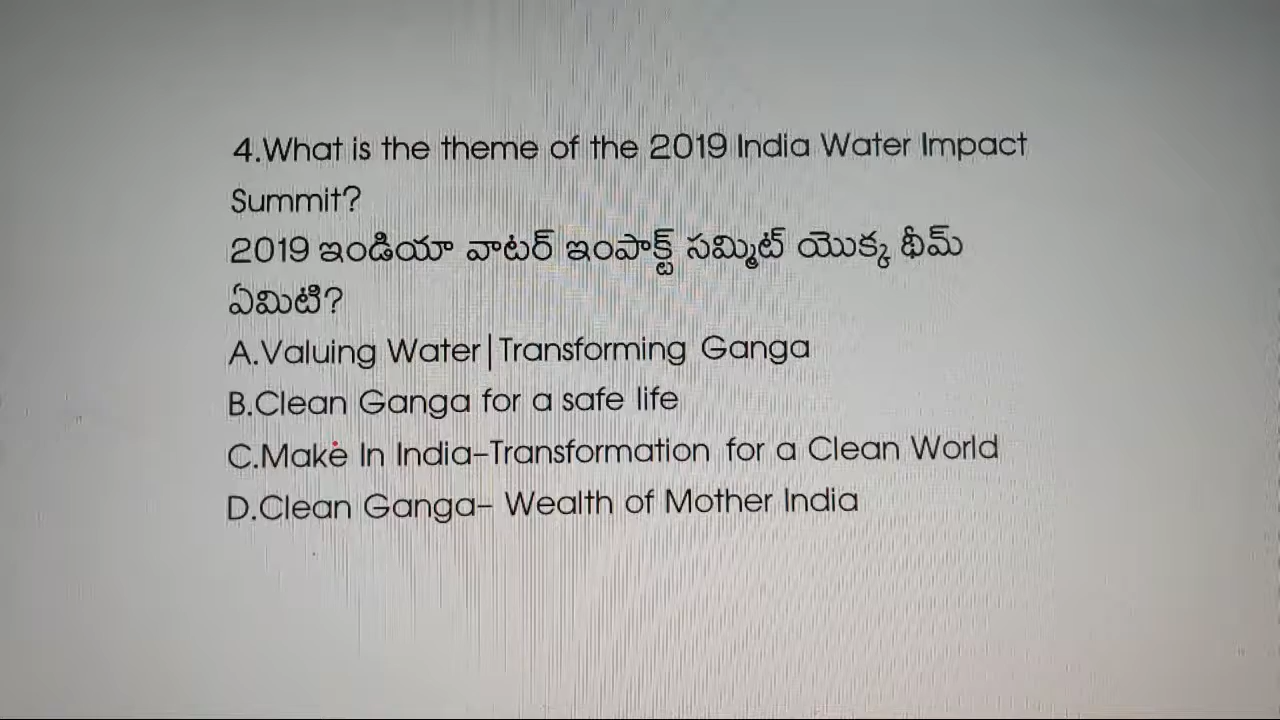 4.What is the theme of the 2019 India Water Impact
Summit?
2019 ఇండియా వాటర్ ఇంపాక్ట్ సమ్మిట్ యొక్క థీమ్
ఏమిటి?
A.Valuing Water|Transforming Ganga
B.Clean Ganga for a safe life
C.Make In India-Transformation for a Clean World
D.Clean Ganga- Wealth of Mother India